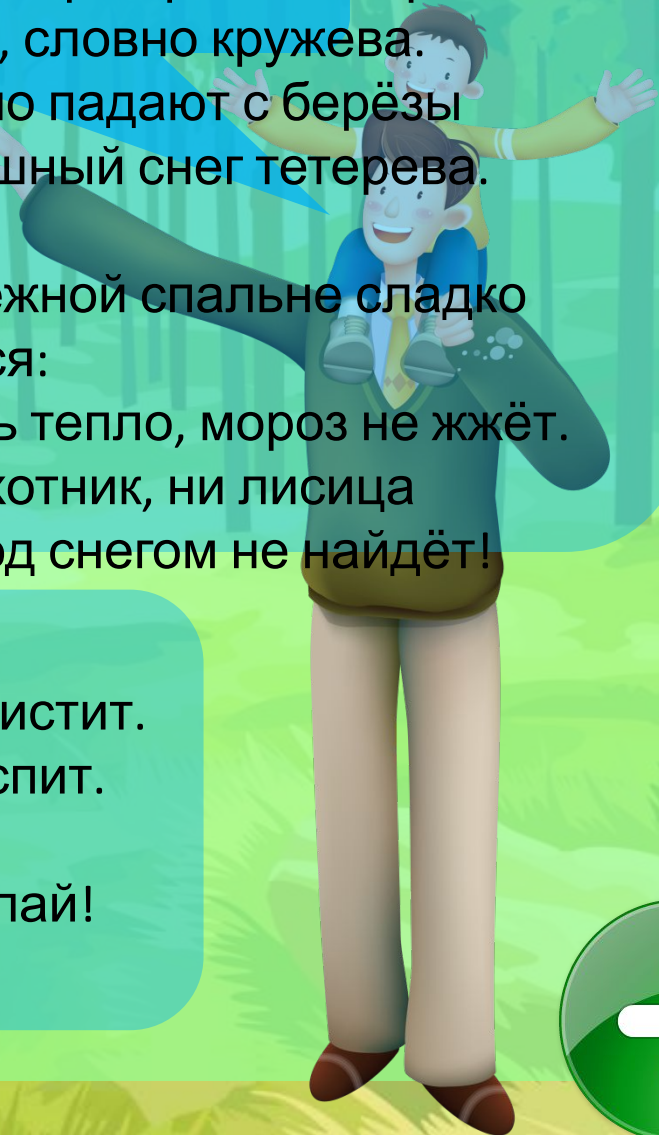 , словно кружева.
но падают с берёзы
шный снег тетерева.
ежной спальне сладко
ся:
ь тепло, мороз не жжёт.
хотник, ни лисица
од снегом не найдёт!
истит.
спит.
пай!